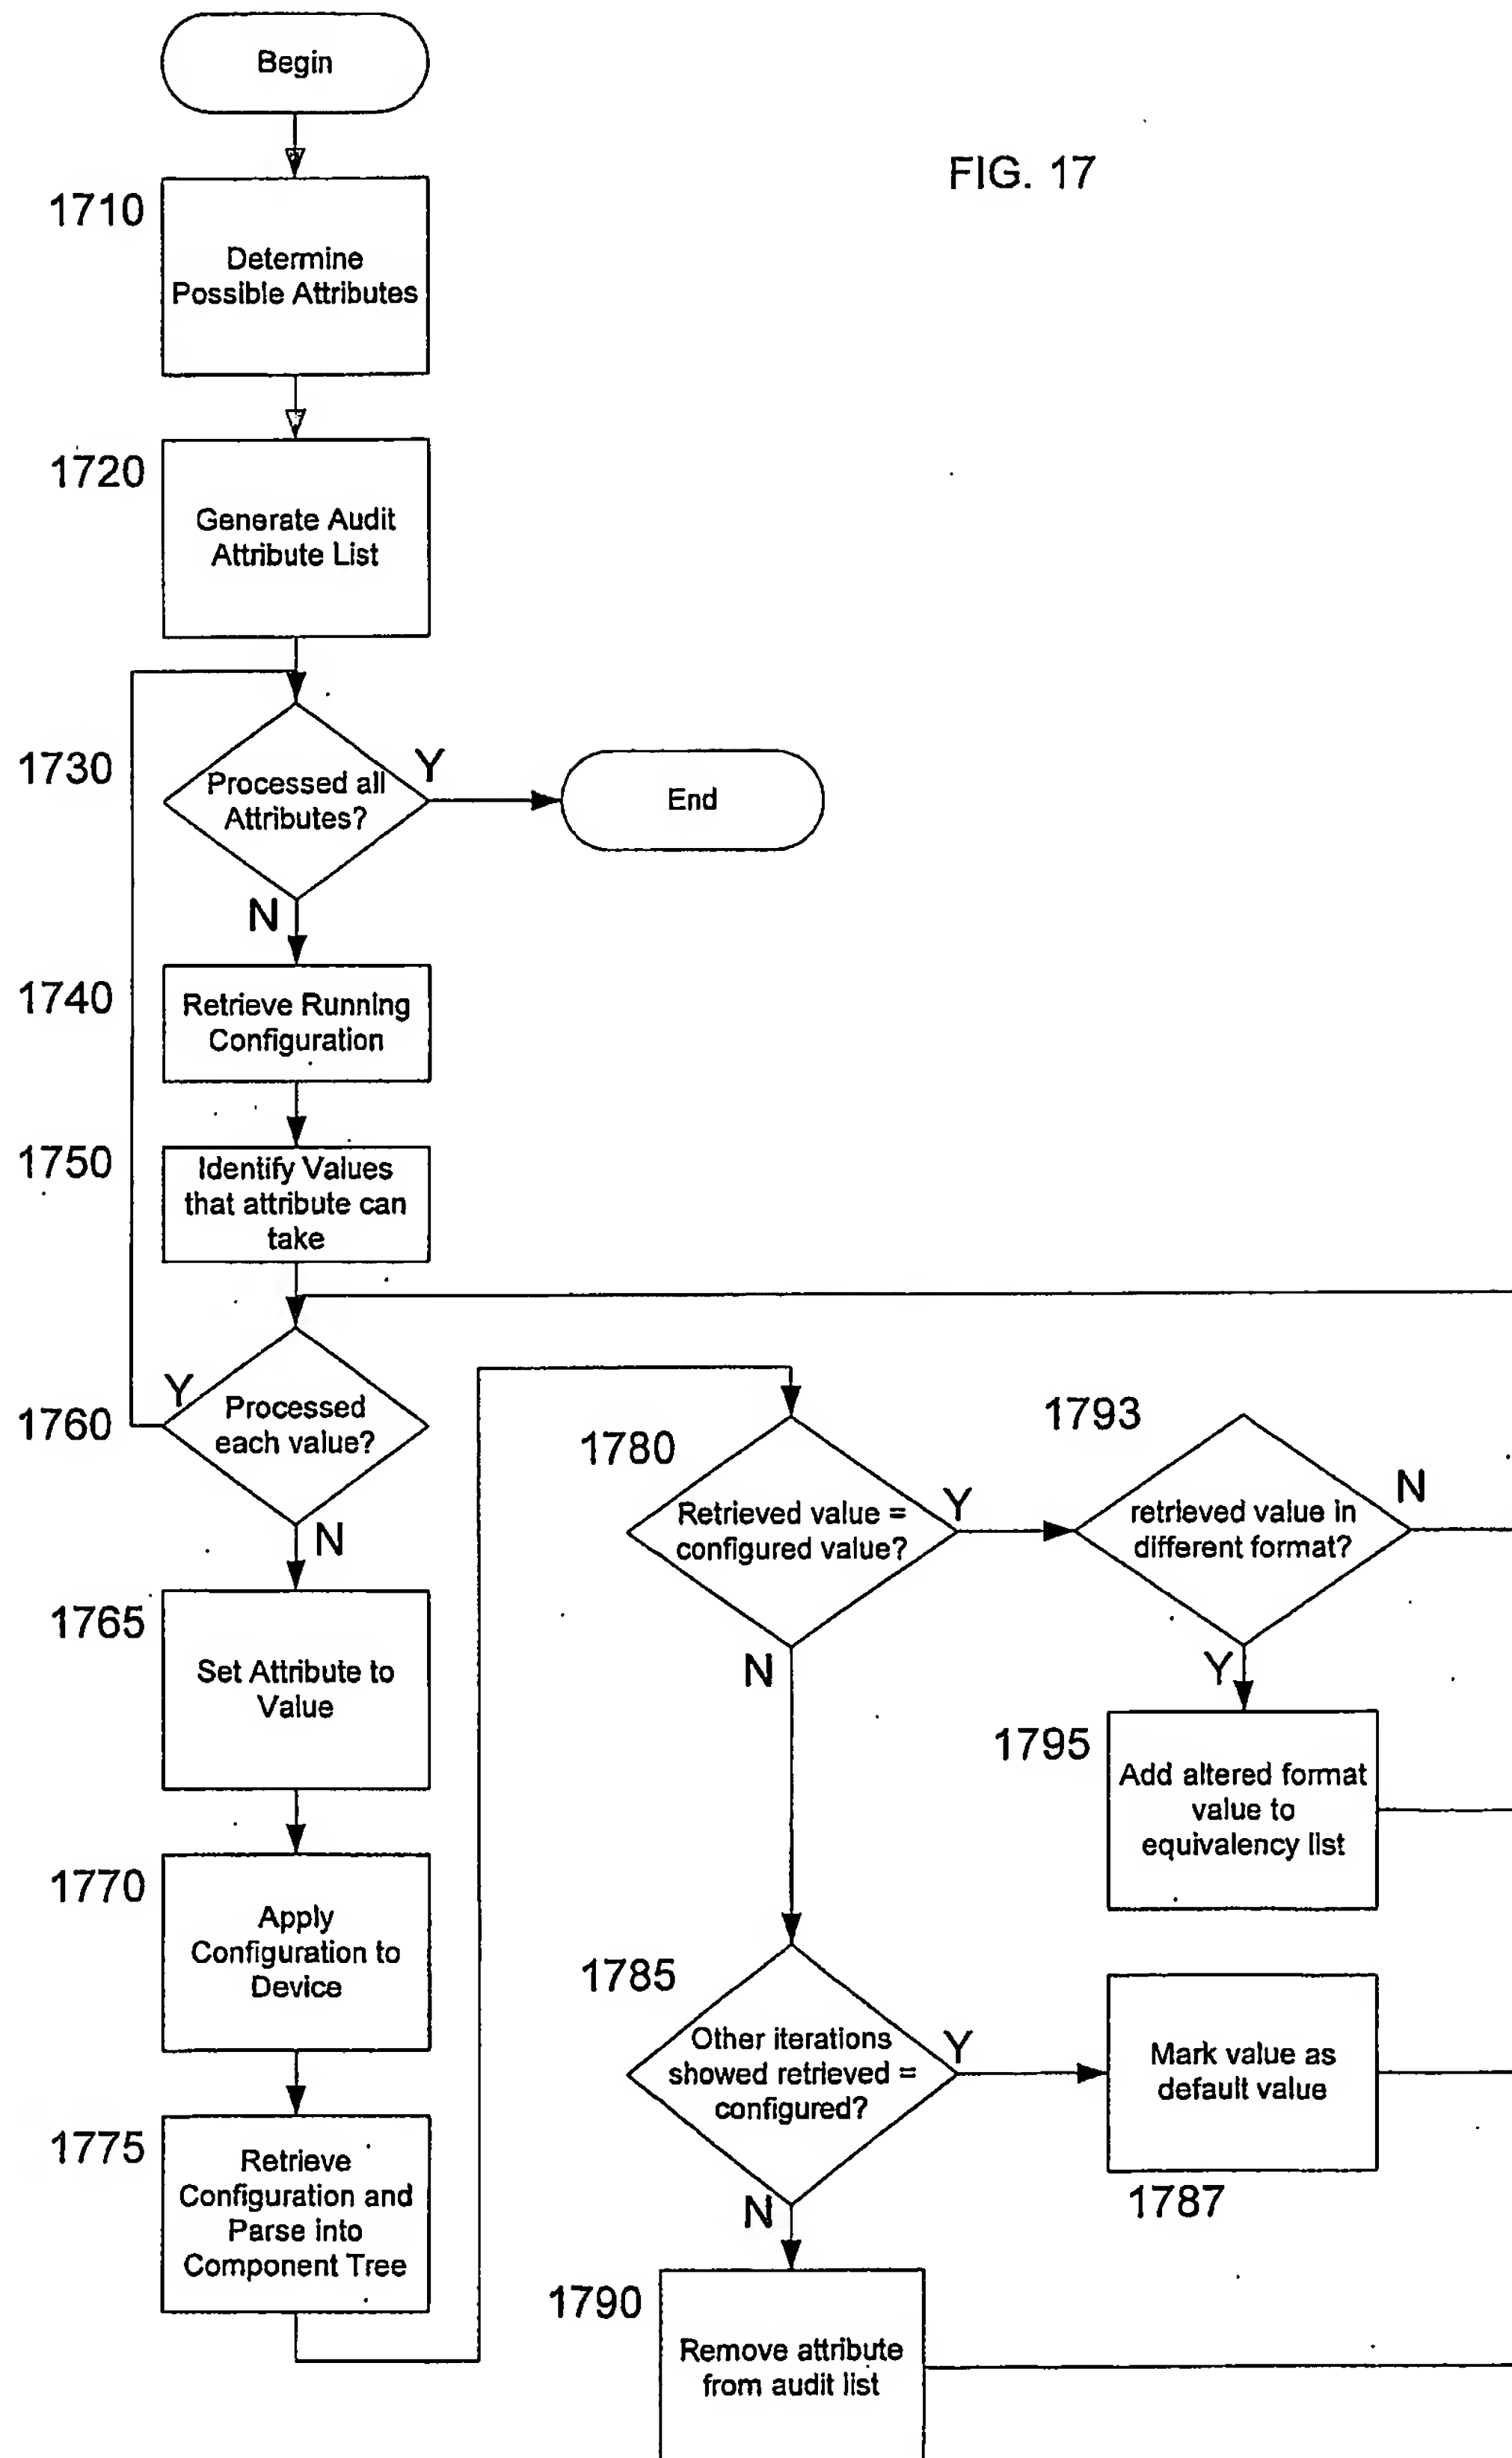 Begin
FIG. 17
1710
Determine
Possible Attributes
1720
Generate Audit
Attribute List
1730
Processed all
Attributes?
Y
End
N
1740
Retrieve Running
Configuration
1750
Identify Values
that attribute can
take
1760
Y
Processed
each value?
N
1765
Set Attribute to
Value
1770
Apply
Configuration to
Device
1775
Retrieve
Configuration and
Parse into
Component Tree
1780
Retrieved value =
configured value?
Y
N
1793
retrieved value in
different format?
N
Y
1795
Add altered format
value to
equivalency list
1785
Other iterations
showed retrieved =
configured?
Y
N
Mark value as
default value
1787
1790
Remove attribute
from audit list